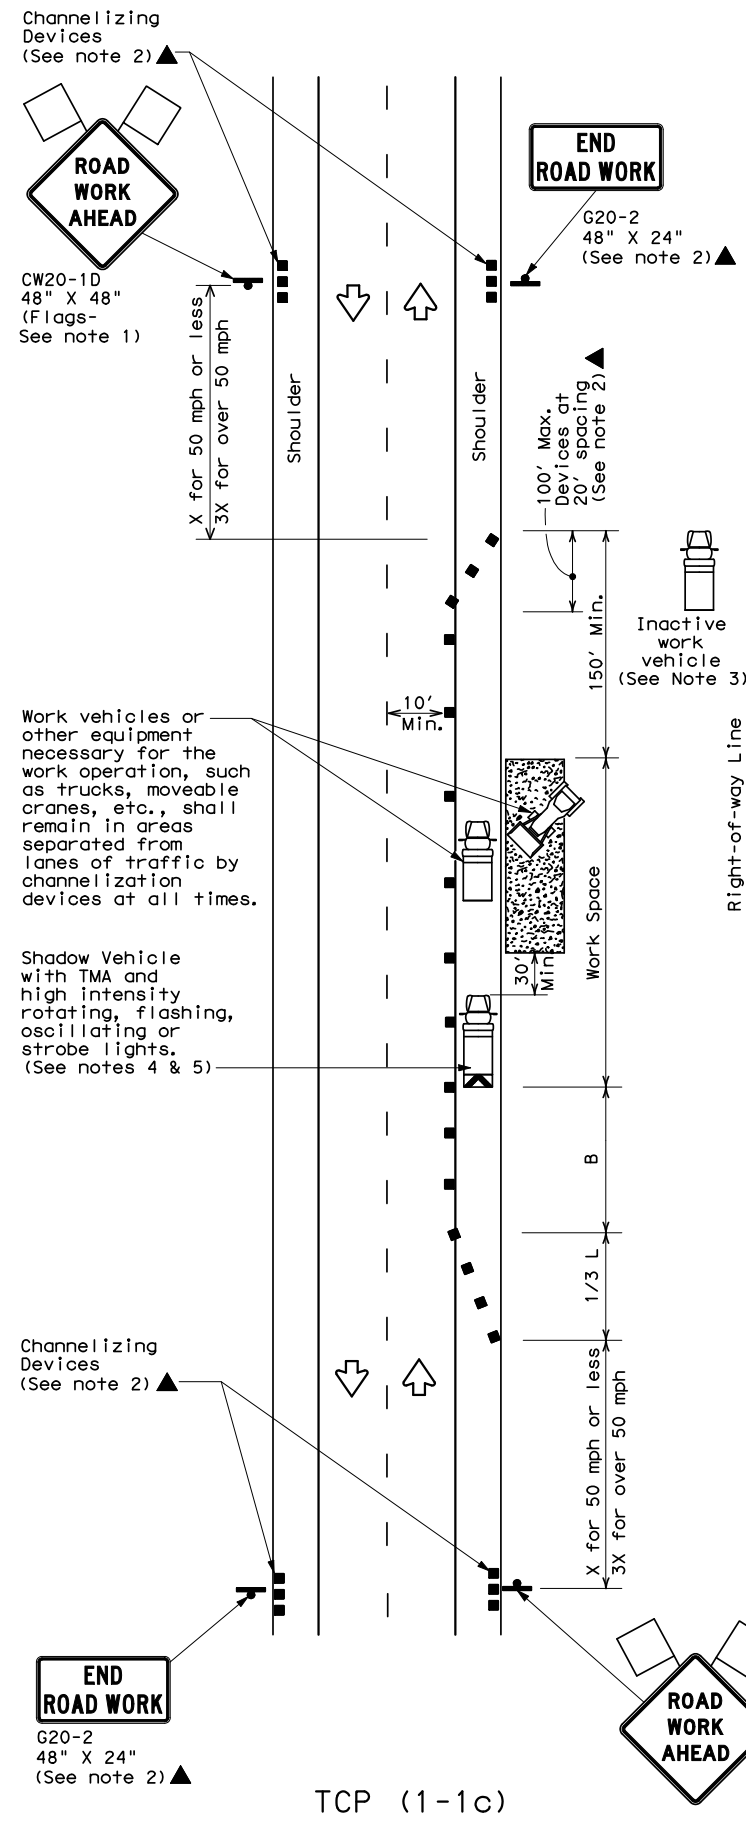 Channelizing
Devices
(See note 2)
ROAD
WORK
AHEAD
CW20-1D
48" X 48"
(Flags-
See note 1)
END
ROAD WORK
G20-2
48" X 24"
(See note 2)
X for 50 mph or less
3X for over 50 mph
Shoulder
Shoulder
100' Max.
Devices at
20' spacing
(See note 2)
150' Min.
Inactive
work
vehicle
(See Note 3)
10'
Min.
Right-of-way Line
Work vehicles or
other equipment
necessary for the
work operation, such
as trucks, moveable
cranes, etc., shall
remain in areas
separated from
lanes of traffic by
channelization
devices at all times.
Work Space
30'
Min.
Shadow Vehicle
with TMA and
high intensity
rotating, flashing,
oscillating or
strobe lights.
(See notes 4 & 5)
B
1/3 L
Channelizing
Devices
(See note 2)
X for 50 mph or less
3X for over 50 mph
END
ROAD WORK
G20-2
48" X 24"
(See note 2)
ROAD
WORK
AHEAD
TCP (1-1c)